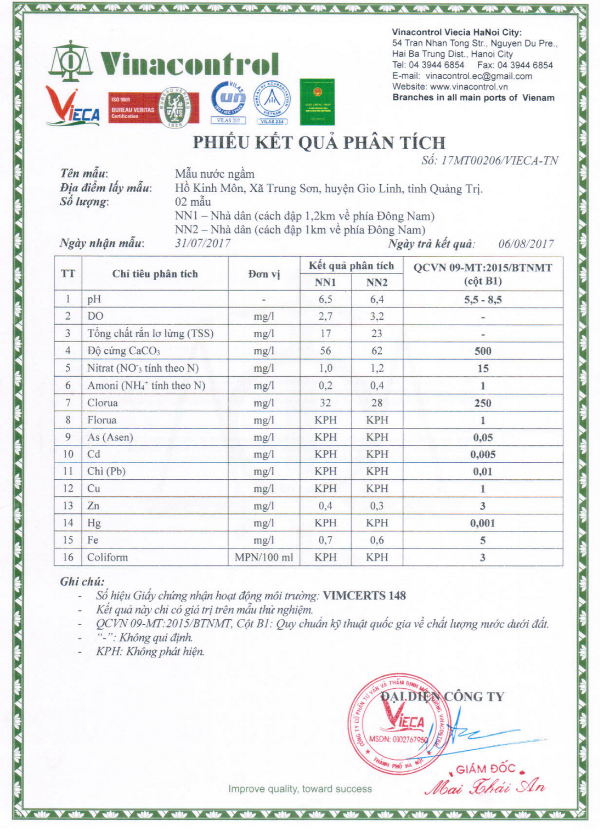 Vinacontrol
VIECA
ISO 9001
BUREAU VERITAS
Certification
1828
VILAS
BUREAU OF ACCREDITATION
VIETNAM
Vinacontrol Viecia HaNoi City:
54 Tran Nhan Tong Str., Nguyen Du Pre.,
Hai Ba Trung Dist., Hanoi City
Tel: 04 3944 6854 Fax: 04 3944 6854
E-mail: vinacontrol.ec@gmail.com
Website: www.vinacontrol.vn
Branches in all main ports of Vienam
PHIẾU KẾT QUẢ PHÂN TÍCH
Số: 17MT00206/VIECA-TN
Tên mẫu: Mẫu nước ngầm
Địa điểm lấy mẫu: Hồ Kinh Môn, Xã Trung Sơn, huyện Gio Linh, tỉnh Quảng Trị.
Số lượng: 02 mẫu
NN1 – Nhà dân (cách đập 1,2km về phía Đông Nam)
NN2 – Nhà dân (cách đập 1km về phía Đông Nam)
Ngày nhận mẫu: 31/07/2017 Ngày trả kết quả: 06/08/2017
TT Chỉ tiêu phân tích Đơn vị Kết quả phân tích QCVN 09-MT:2015/BTNMT
NN1 NN2 (cột B1)
1 pH - 6,5 6,4 5,5 - 8,5
2 DO mg/l 2,7 3,2 -
3 Tổng chất rắn lơ lửng (TSS) mg/l 17 23 -
4 Độ cứng CaCO3 mg/l 56 62 500
5 Nitrat (NO-3 tính theo N) mg/l 1,0 1,2 15
6 Amoni (NH4+ tính theo N) mg/l 0,2 0,4 1
7 Clorua mg/l 32 28 250
8 Florua mg/l KPH KPH 1
9 As (Asen) mg/l KPH KPH 0,05
10 Cd mg/l KPH KPH 0,005
11 Chì (Pb) mg/l KPH KPH 0,01
12 Cu mg/l KPH KPH 1
13 Zn mg/l 0,4 0,3 3
14 Hg mg/l KPH KPH 0,001
15 Fe mg/l 0,7 0,6 5
16 Coliform MPN/100 ml KPH KPH 3
Ghi chú:
- Số hiệu Giấy chứng nhận hoạt động môi trường: VIMCERTS 148
- Kết quả này chỉ có giá trị trên mẫu thử nghiệm.
- QCVN 09-MT:2015/BTNMT, Cột B1: Quy chuẩn kỹ thuật quốc gia về chất lượng nước dưới đất.
- “-”: Không qui định.
- KPH: Không phát hiện.
ĐẠI DIỆN CÔNG TY
VIECA
MSDN: 0102767950
THÀNH PHỐ HÀ NỘI
GIÁM ĐỐC
Mai Thái An
Improve quality, toward success